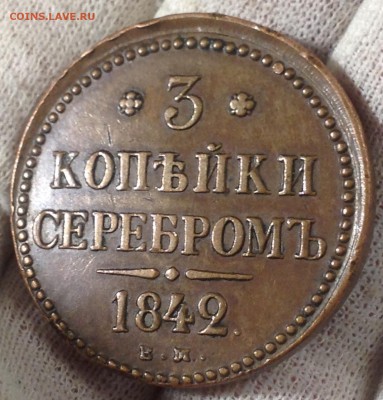 COINS.LAVE.RU
3
КОПѢЙКИ
СЕРЕБРОМЪ
1842.
Е.М.